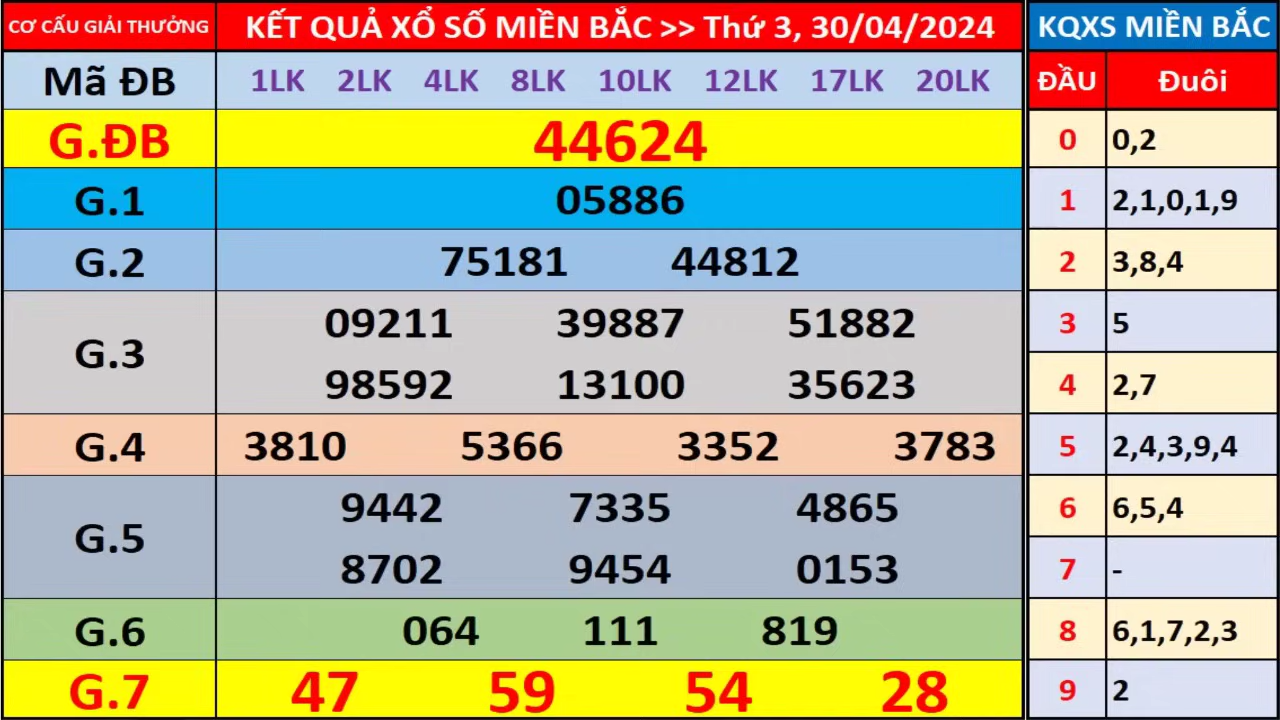 CƠ CẤU GIẢI THƯỞNG KẾT QUẢ XỔ SỐ MIỀN BẮC >> Thứ 3, 30/04/2024 KQXS MIỀN BẮC
Mã ĐB 1LK 2LK 4LK 8LK 10LK 12LK 17LK 20LK ĐẦU Đuôi
G.ĐB 44624 0 0,2
G.1 05886 1 2,1,0,1,9
G.2 75181 44812 2 3,8,4
G.3 09211 39887 51882 3 5
98592 13100 35623 4 2,7
G.4 3810 5366 3352 3783 5 2,4,3,9,4
G.5 9442 7335 4865 6 6,5,4
8702 9454 0153 7 -
G.6 064 111 819 8 6,1,7,2,3
G.7 47 59 54 28 9 2